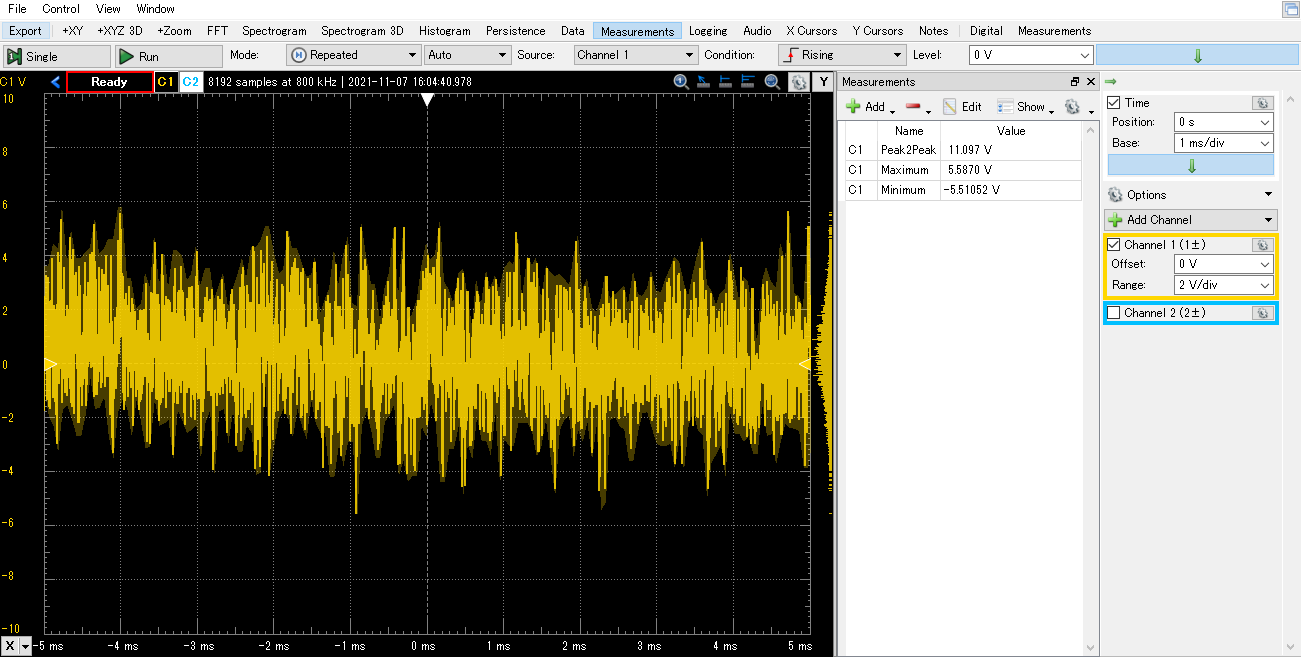 File Control View Window
Export +XY +XYZ 3D +Zoom FFT Spectrogram Spectrogram 3D Histogram Persistence Data Measurements Logging Audio X Cursors Y Cursors Notes Digital Measurements
Single Run Mode: Repeated Auto Source: Channel 1 Condition: Rising Level: 0 V
C1 V Ready C1 C2 8192 samples at 800 kHz | 2021-11-07 16:04:40.978 Y
10
8
6
4
2
0
-2
-4
-6
-8
-10
X -5 ms -4 ms -3 ms -2 ms -1 ms 0 ms 1 ms 2 ms 3 ms 4 ms 5 ms
Measurements
Add Edit Show
Name Value
C1 Peak2Peak 11.097 V
C1 Maximum 5.5870 V
C1 Minimum -5.51052 V
Time
Position: 0 s
Base: 1 ms/div
Options
Add Channel
Channel 1 (1±)
Offset: 0 V
Range: 2 V/div
Channel 2 (2±)